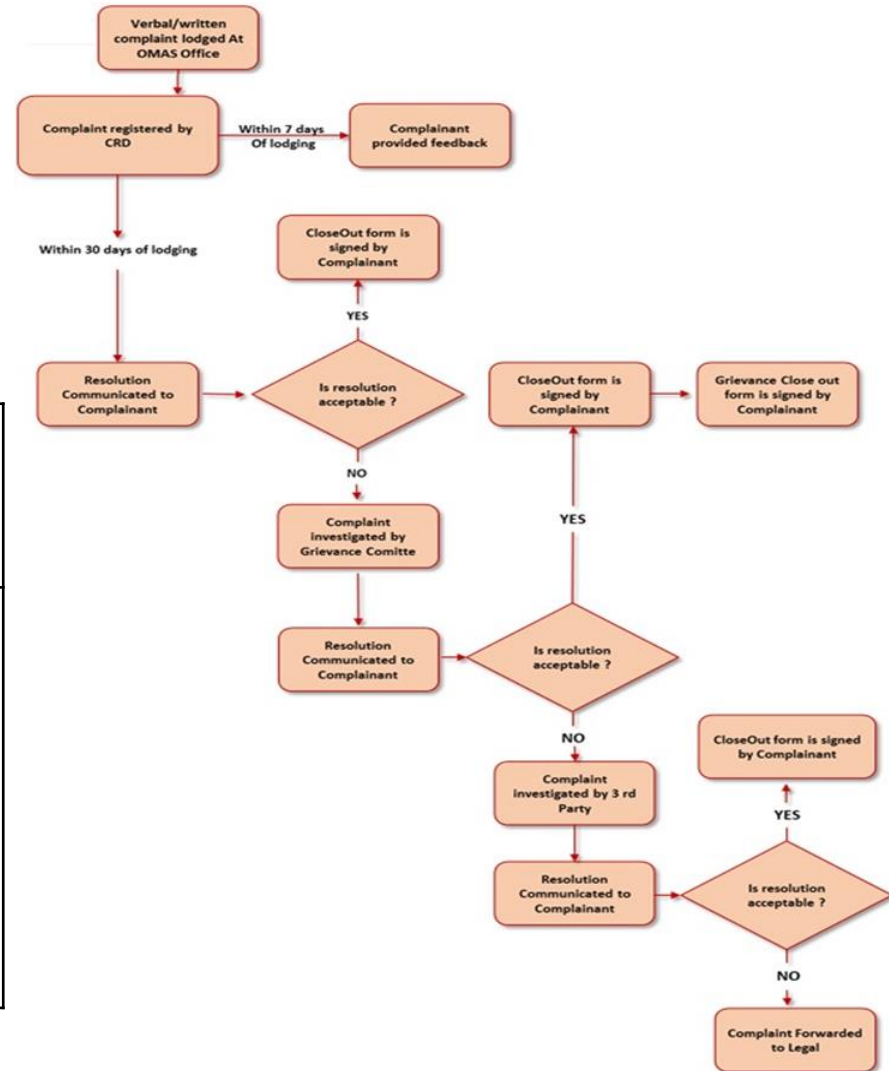 Verbal/written
complaint lodged At
OMAS Office
Complaint registered by
CRD
Within 7 days
Of lodging
Complainant
provided feedback
Within 30 days of lodging
CloseOut form is
signed by
Complainant
YES
Resolution
Communicated to
Complainant
Is resolution
acceptable ?
NO
Complaint
investigated by
Grievance Comitte
Resolution
Communicated to
Complainant
Is resolution
acceptable ?
YES
CloseOut form is
signed by
Complainant
Grievance Close out
form is signed by
Complainant
NO
Complaint
investigated by 3 rd
Party
Resolution
Communicated to
Complainant
Is resolution
acceptable ?
YES
CloseOut form is signed
by Complainant
NO
Complaint Forwarded
to Legal